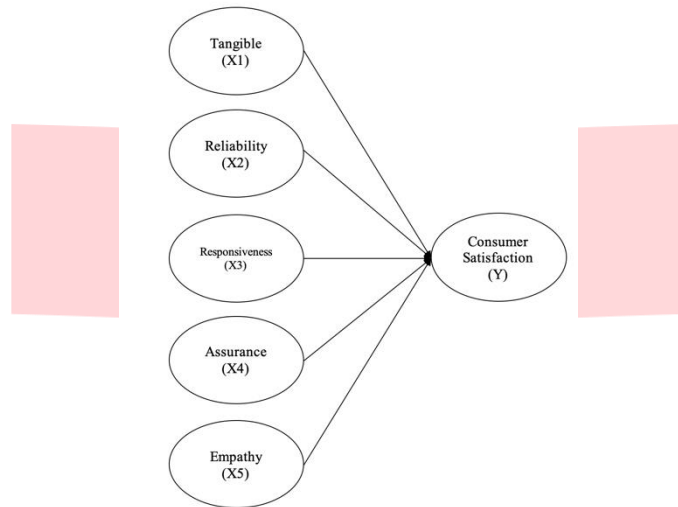 Tangible
(X1)
Reliability
(X2)
Responsiveness
(X3)
Assurance
(X4)
Empathy
(X5)
Consumer
Satisfaction
(Y)